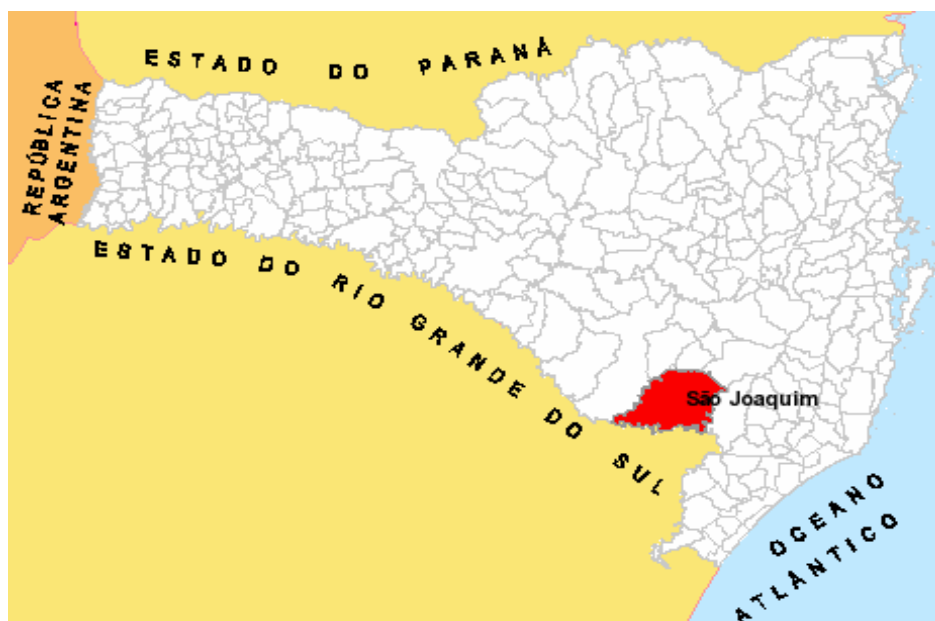 ESTADO DO PARANÁ
REPÚBLICA
ARGENTINA
ESTADO DO RIO GRANDE DO SUL
São Joaquim
OCEANO
ATLÂNTICO